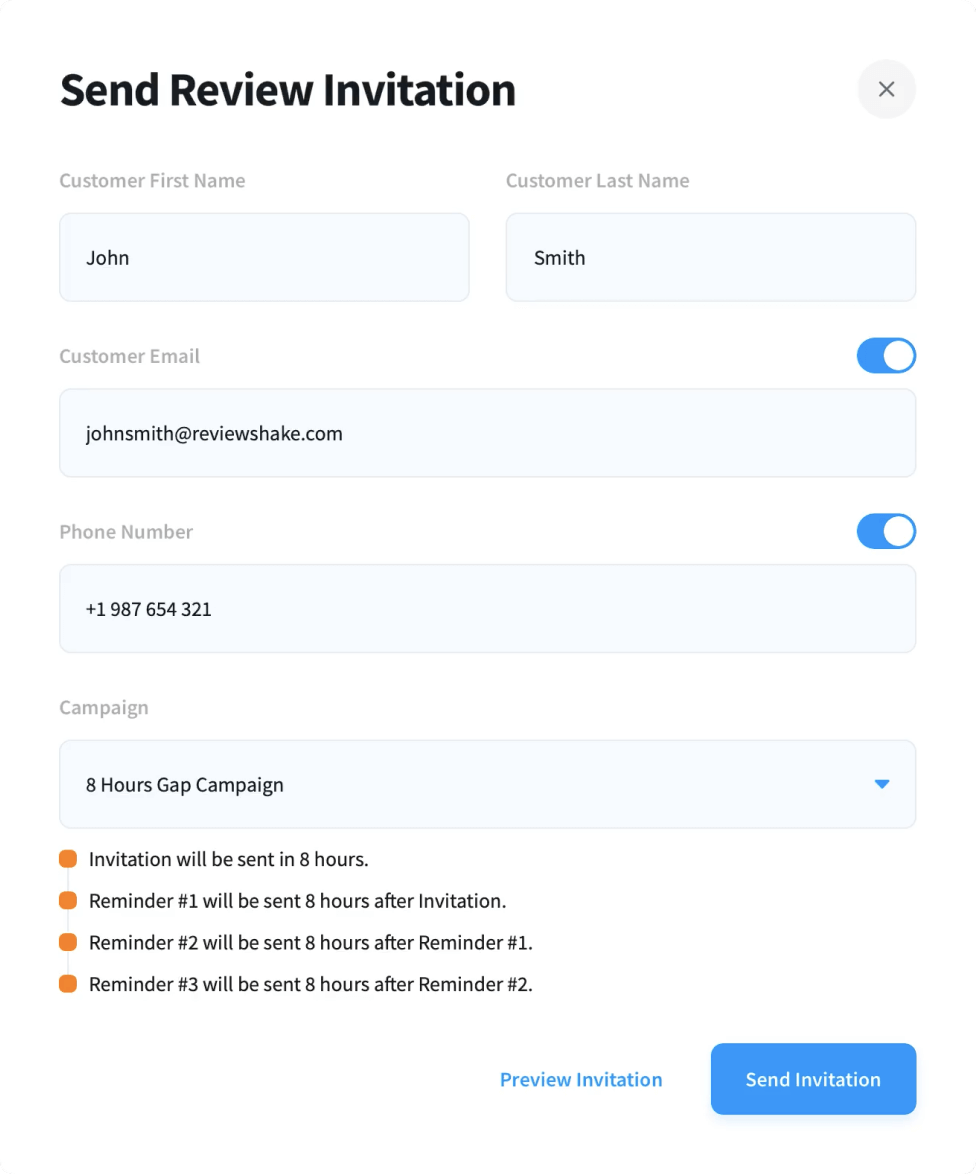 Send Review Invitation
Customer First Name
Customer Last Name
John
Smith
Customer Email
johnsmith@reviewshake.com
Phone Number
+1 987 654 321
Campaign
8 Hours Gap Campaign
Invitation will be sent in 8 hours.
Reminder #1 will be sent 8 hours after Invitation.
Reminder #2 will be sent 8 hours after Reminder #1.
Reminder #3 will be sent 8 hours after Reminder #2.
Preview Invitation
Send Invitation